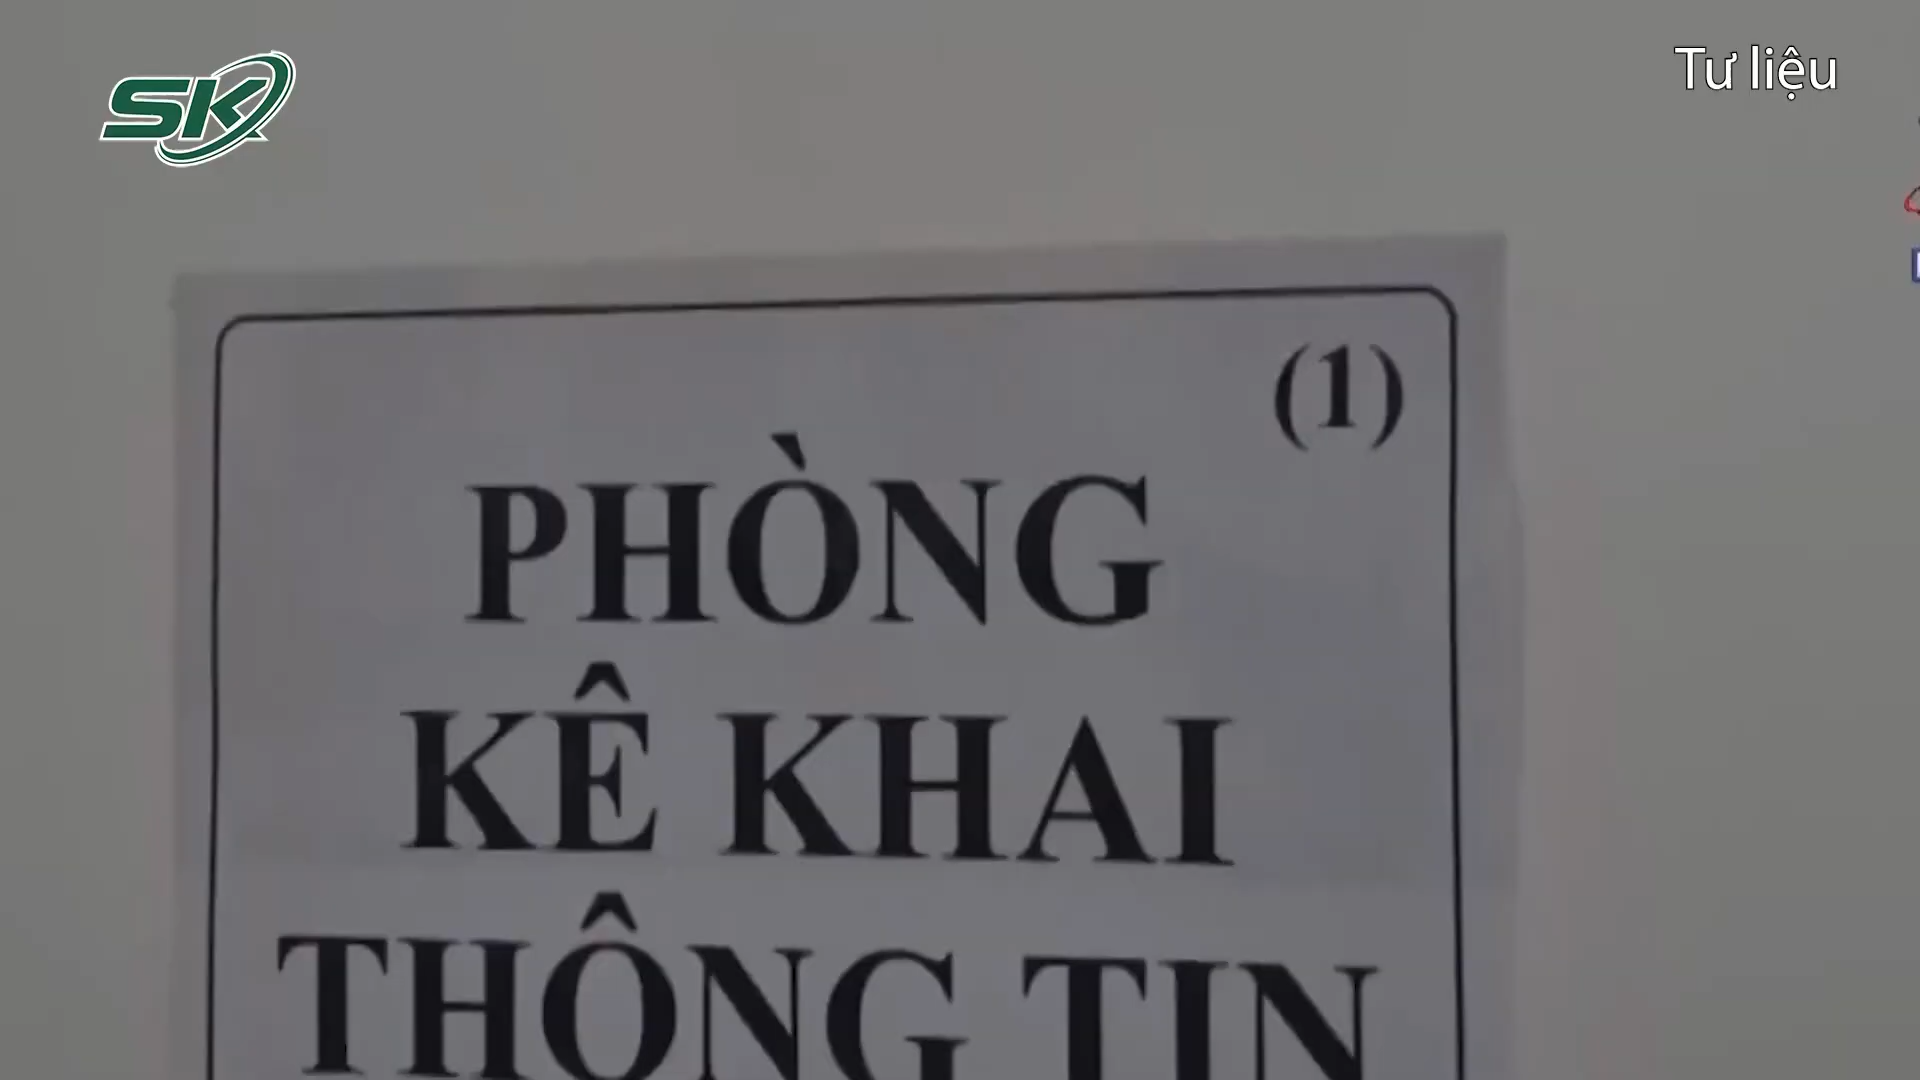 SK
Tư liệu
(1)
PHÒNG
KÊ KHAI
THÔNG TIN